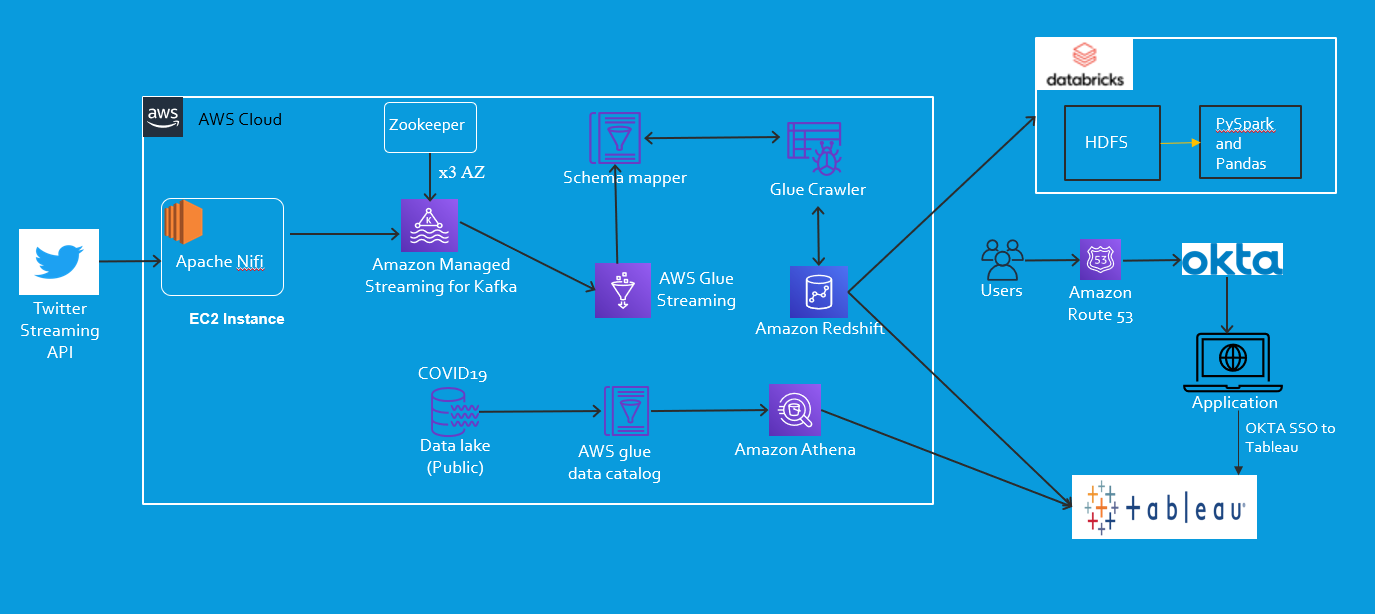 databricks
HDFS
PySpark
and
Pandas
aws
AWS Cloud
Zookeeper
x3 AZ
Schema mapper
Glue Crawler
Apache Nifi
EC2 Instance
K
Amazon Managed
Streaming for Kafka
AWS Glue
Streaming
Amazon Redshift
Twitter
Streaming
API
Users
53
Amazon
Route 53
okta
Application
OKTA SSO to
Tableau
COVID19
Data lake
(Public)
AWS glue
data catalog
Amazon Athena
+ableau®